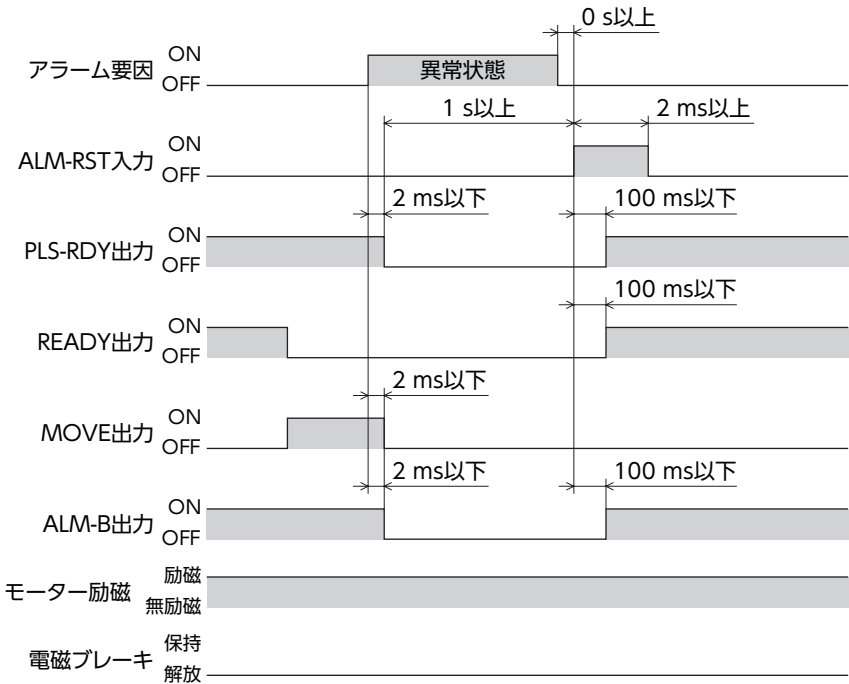 0 s以上
アラーム要因
ON
OFF
異常状態
1 s以上
2 ms以上
ALM-RST入力
ON
OFF
2 ms以下
100 ms以下
PLS-RDY出力
ON
OFF
100 ms以下
READY出力
ON
OFF
2 ms以下
MOVE出力
ON
OFF
2 ms以下
100 ms以下
ALM-B出力
ON
OFF
モーター励磁
励磁
無励磁
電磁ブレーキ
保持
解放